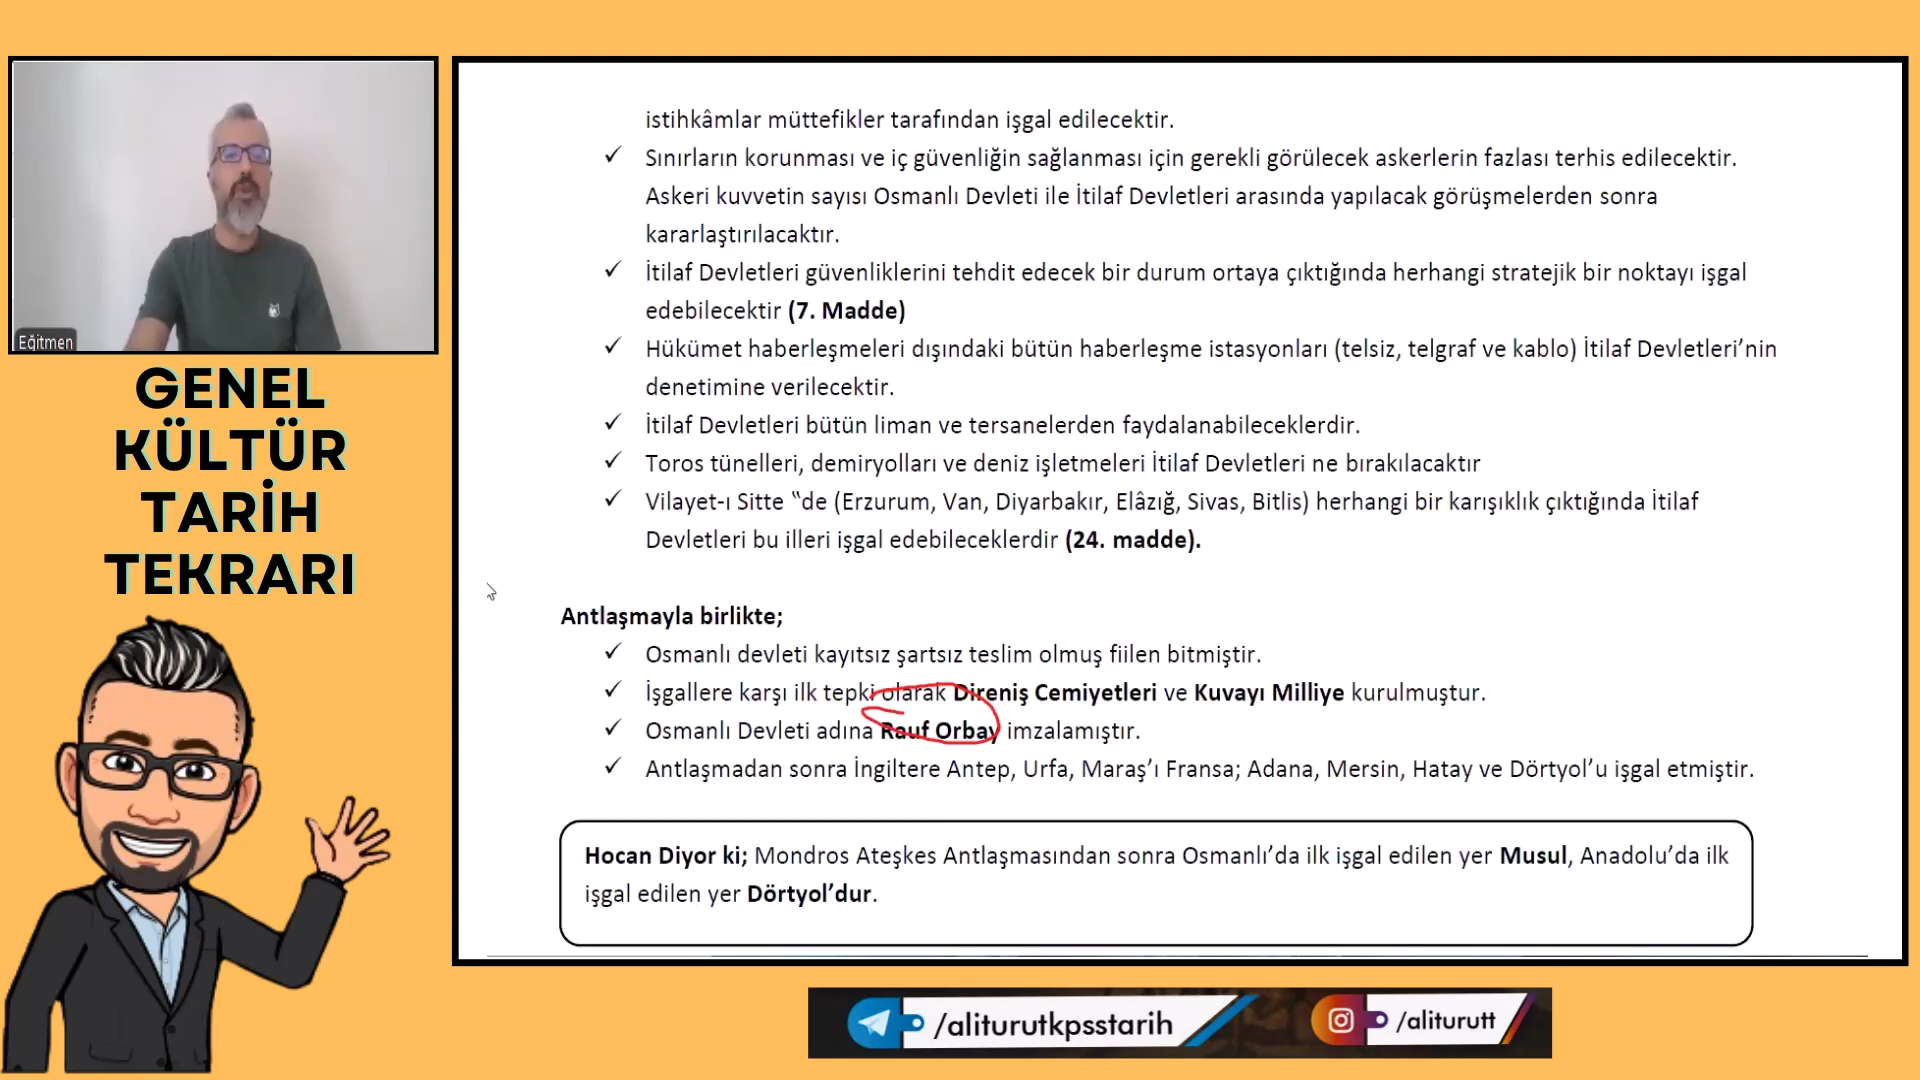 Eğitmen
GENEL
KÜLTÜR
TARİH
TEKRARI
istihkâmlar müttefikler tarafından işgal edilecektir.
✓ Sınırların korunması ve iç güvenliğin sağlanması için gerekli görülecek askerlerin fazlası terhis edilecektir.
Askeri kuvvetin sayısı Osmanlı Devleti ile İtilaf Devletleri arasında yapılacak görüşmelerden sonra
kararlaştırılacaktır.
✓ İtilaf Devletleri güvenliklerini tehdit edecek bir durum ortaya çıktığında herhangi stratejik bir noktayı işgal
edebilecektir (7. Madde)
✓ Hükümet haberleşmeleri dışındaki bütün haberleşme istasyonları (telsiz, telgraf ve kablo) İtilaf Devletleri’nin
denetimine verilecektir.
✓ İtilaf Devletleri bütün liman ve tersanelerden faydalanabileceklerdir.
✓ Toros tünelleri, demiryolları ve deniz işletmeleri İtilaf Devletleri ne bırakılacaktır
✓ Vilayet-ı Sitte ‟de (Erzurum, Van, Diyarbakır, Elâzığ, Sivas, Bitlis) herhangi bir karışıklık çıktığında İtilaf
Devletleri bu illeri işgal edebileceklerdir (24. madde).
Antlaşmayla birlikte;
✓ Osmanlı devleti kayıtsız şartsız teslim olmuş fiilen bitmiştir.
✓ İşgallere karşı ilk tepki olarak Direniş Cemiyetleri ve Kuvayı Milliye kurulmuştur.
✓ Osmanlı Devleti adına Rauf Orbay imzalamıştır.
✓ Antlaşmadan sonra İngiltere Antep, Urfa, Maraş’ı Fransa; Adana, Mersin, Hatay ve Dörtyol’u işgal etmiştir.
Hocan Diyor ki; Mondros Ateşkes Antlaşmasından sonra Osmanlı’da ilk işgal edilen yer Musul, Anadolu’da ilk
işgal edilen yer Dörtyol’dur.
/aliturutkpsstarih
/aliturutt